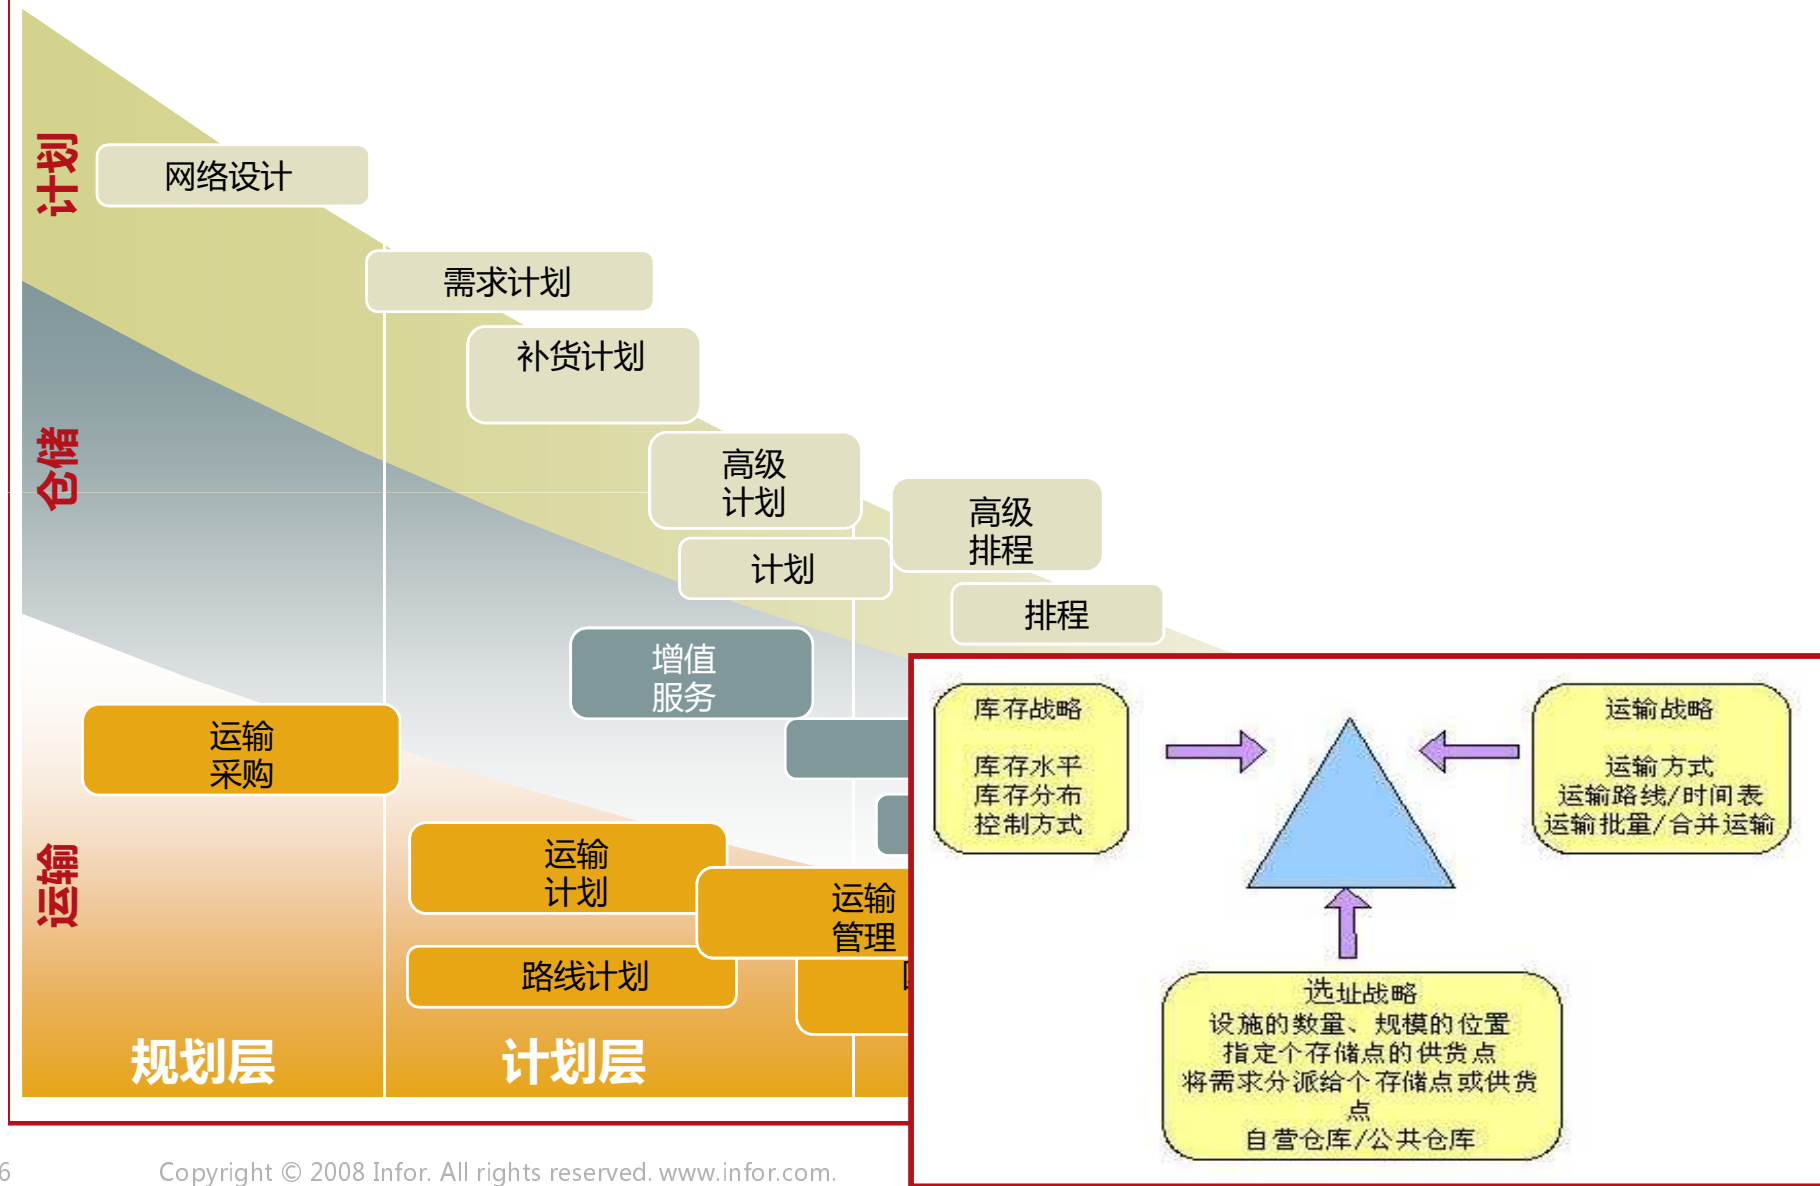 计划
网络设计
需求计划
补货计划
高级
计划
高级
排程
计划
排程
仓储
增值
服务
运输
采购
运输
运输
计划
运输
管理
路线计划
规划层
计划层
库存战略
库存水平
库存分布
控制方式
运输战略
运输方式
运输路线/时间表
运输批量/合并运输
选址战略
设施的数量、规模的位置
指定个存储点的供货点
将需求分派给个存储点或供货
点
自营仓库/公共仓库
6
Copyright © 2008 Infor. All rights reserved. www.infor.com.